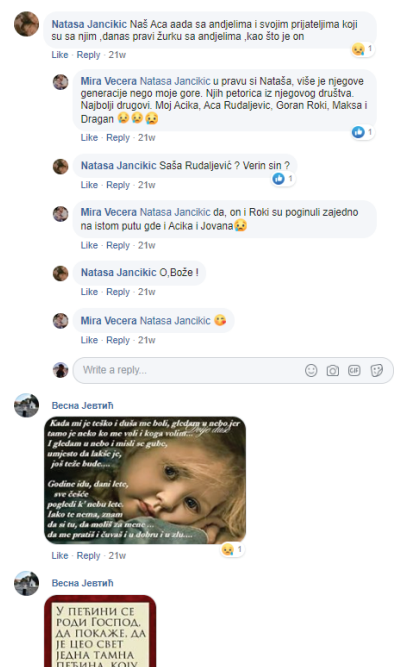 Natasa Jancikic Naš Aca aada sa andjelima i svojim prijateljima koji
su sa njim ,danas pravi žurku sa andjelima ,kao što je on
1
Like · Reply · 21w
Mira Vecera Natasa Jancikic u pravu si Nataša, više je njegove
generacije nego moje gore. Njih petorica iz njegovog društva.
Najbolji drugovi. Moj Acika, Aca Rudaljevic, Goran Roki, Maksa i
Dragan
1
Like · Reply · 21w
Natasa Jancikic Saša Rudaljević ? Verin sin ?
1
Like · Reply · 21w
Mira Vecera Natasa Jancikic da, on i Roki su poginuli zajedno
na istom putu gde i Acika i Jovana
Like · Reply · 21w
Natasa Jancikic O,Bože !
Like · Reply · 21w
Mira Vecera Natasa Jancikic
Like · Reply · 21w
Write a reply...
GIF
Весна Јевтић
Kada mi je teško i duša me boli, gledam u nebo jer
tamo je neko ko me voli i koga volim...
I gledam u nebo i misli se gube,
umjesto da lakše je,
još teže bude....
Godine idu, dani lete,
sve češće
pogledi k' nebu lete.
Iako te nema, znam
da si tu, da moliš za mene ...
da me pratiš i čuvaš i u dobru i u zlu....
1
Like · Reply · 21w
Весна Јевтић
У ПЕЋИНИ СЕ
РОДИ ГОСПОД,
ДА ПОКАЖЕ, ДА
ЈЕ ЦЕО СВЕТ
ЈЕДНА ТАМНА
ПЕЋИНА, КОЈУ